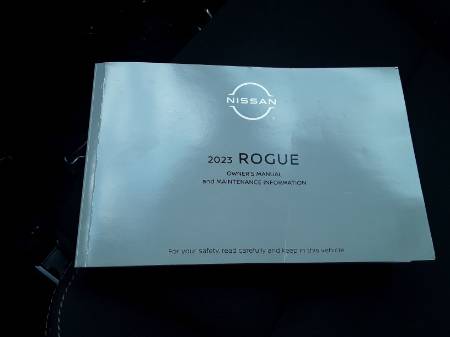 NISSAN
2023 ROGUE
OWNER'S MANUAL
and MAINTENANCE INFORMATION
For your safety, read carefully and keep in this vehicle.